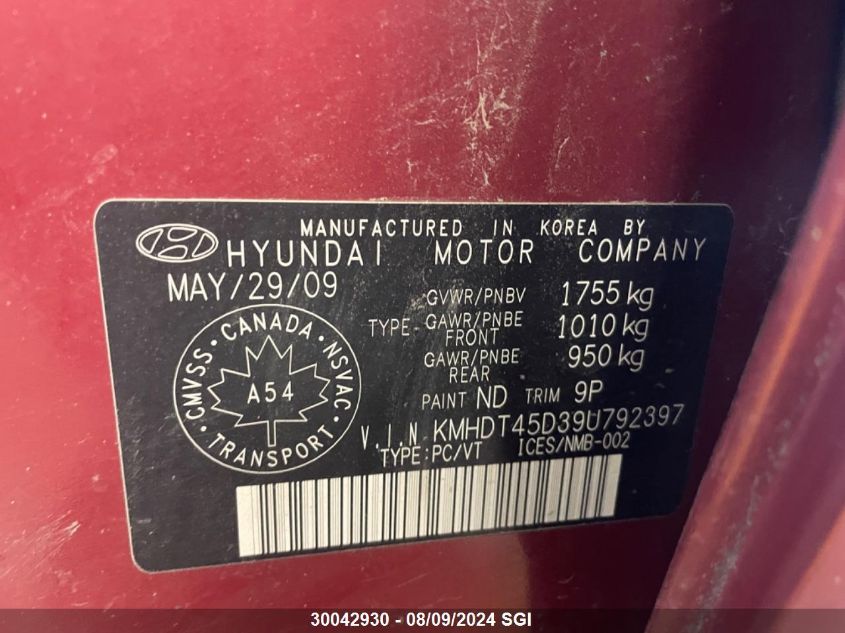 MANUFACTURED IN KOREA BY
HYUNDAI MOTOR COMPANY
MAY/29/09
GVWR/PNBV 1755 kg
TYPE- GAWR/PNBE FRONT 1010 kg
GAWR/PNBE REAR 950 kg
PAINT ND TRIM 9P
CMVSS · CANADA · NSVAC
A54
TRANSPORT
V.I.N KMHDT45D39U792397
TYPE:PC/VT ICES/NMB-002
30042930 - 08/09/2024 SGI